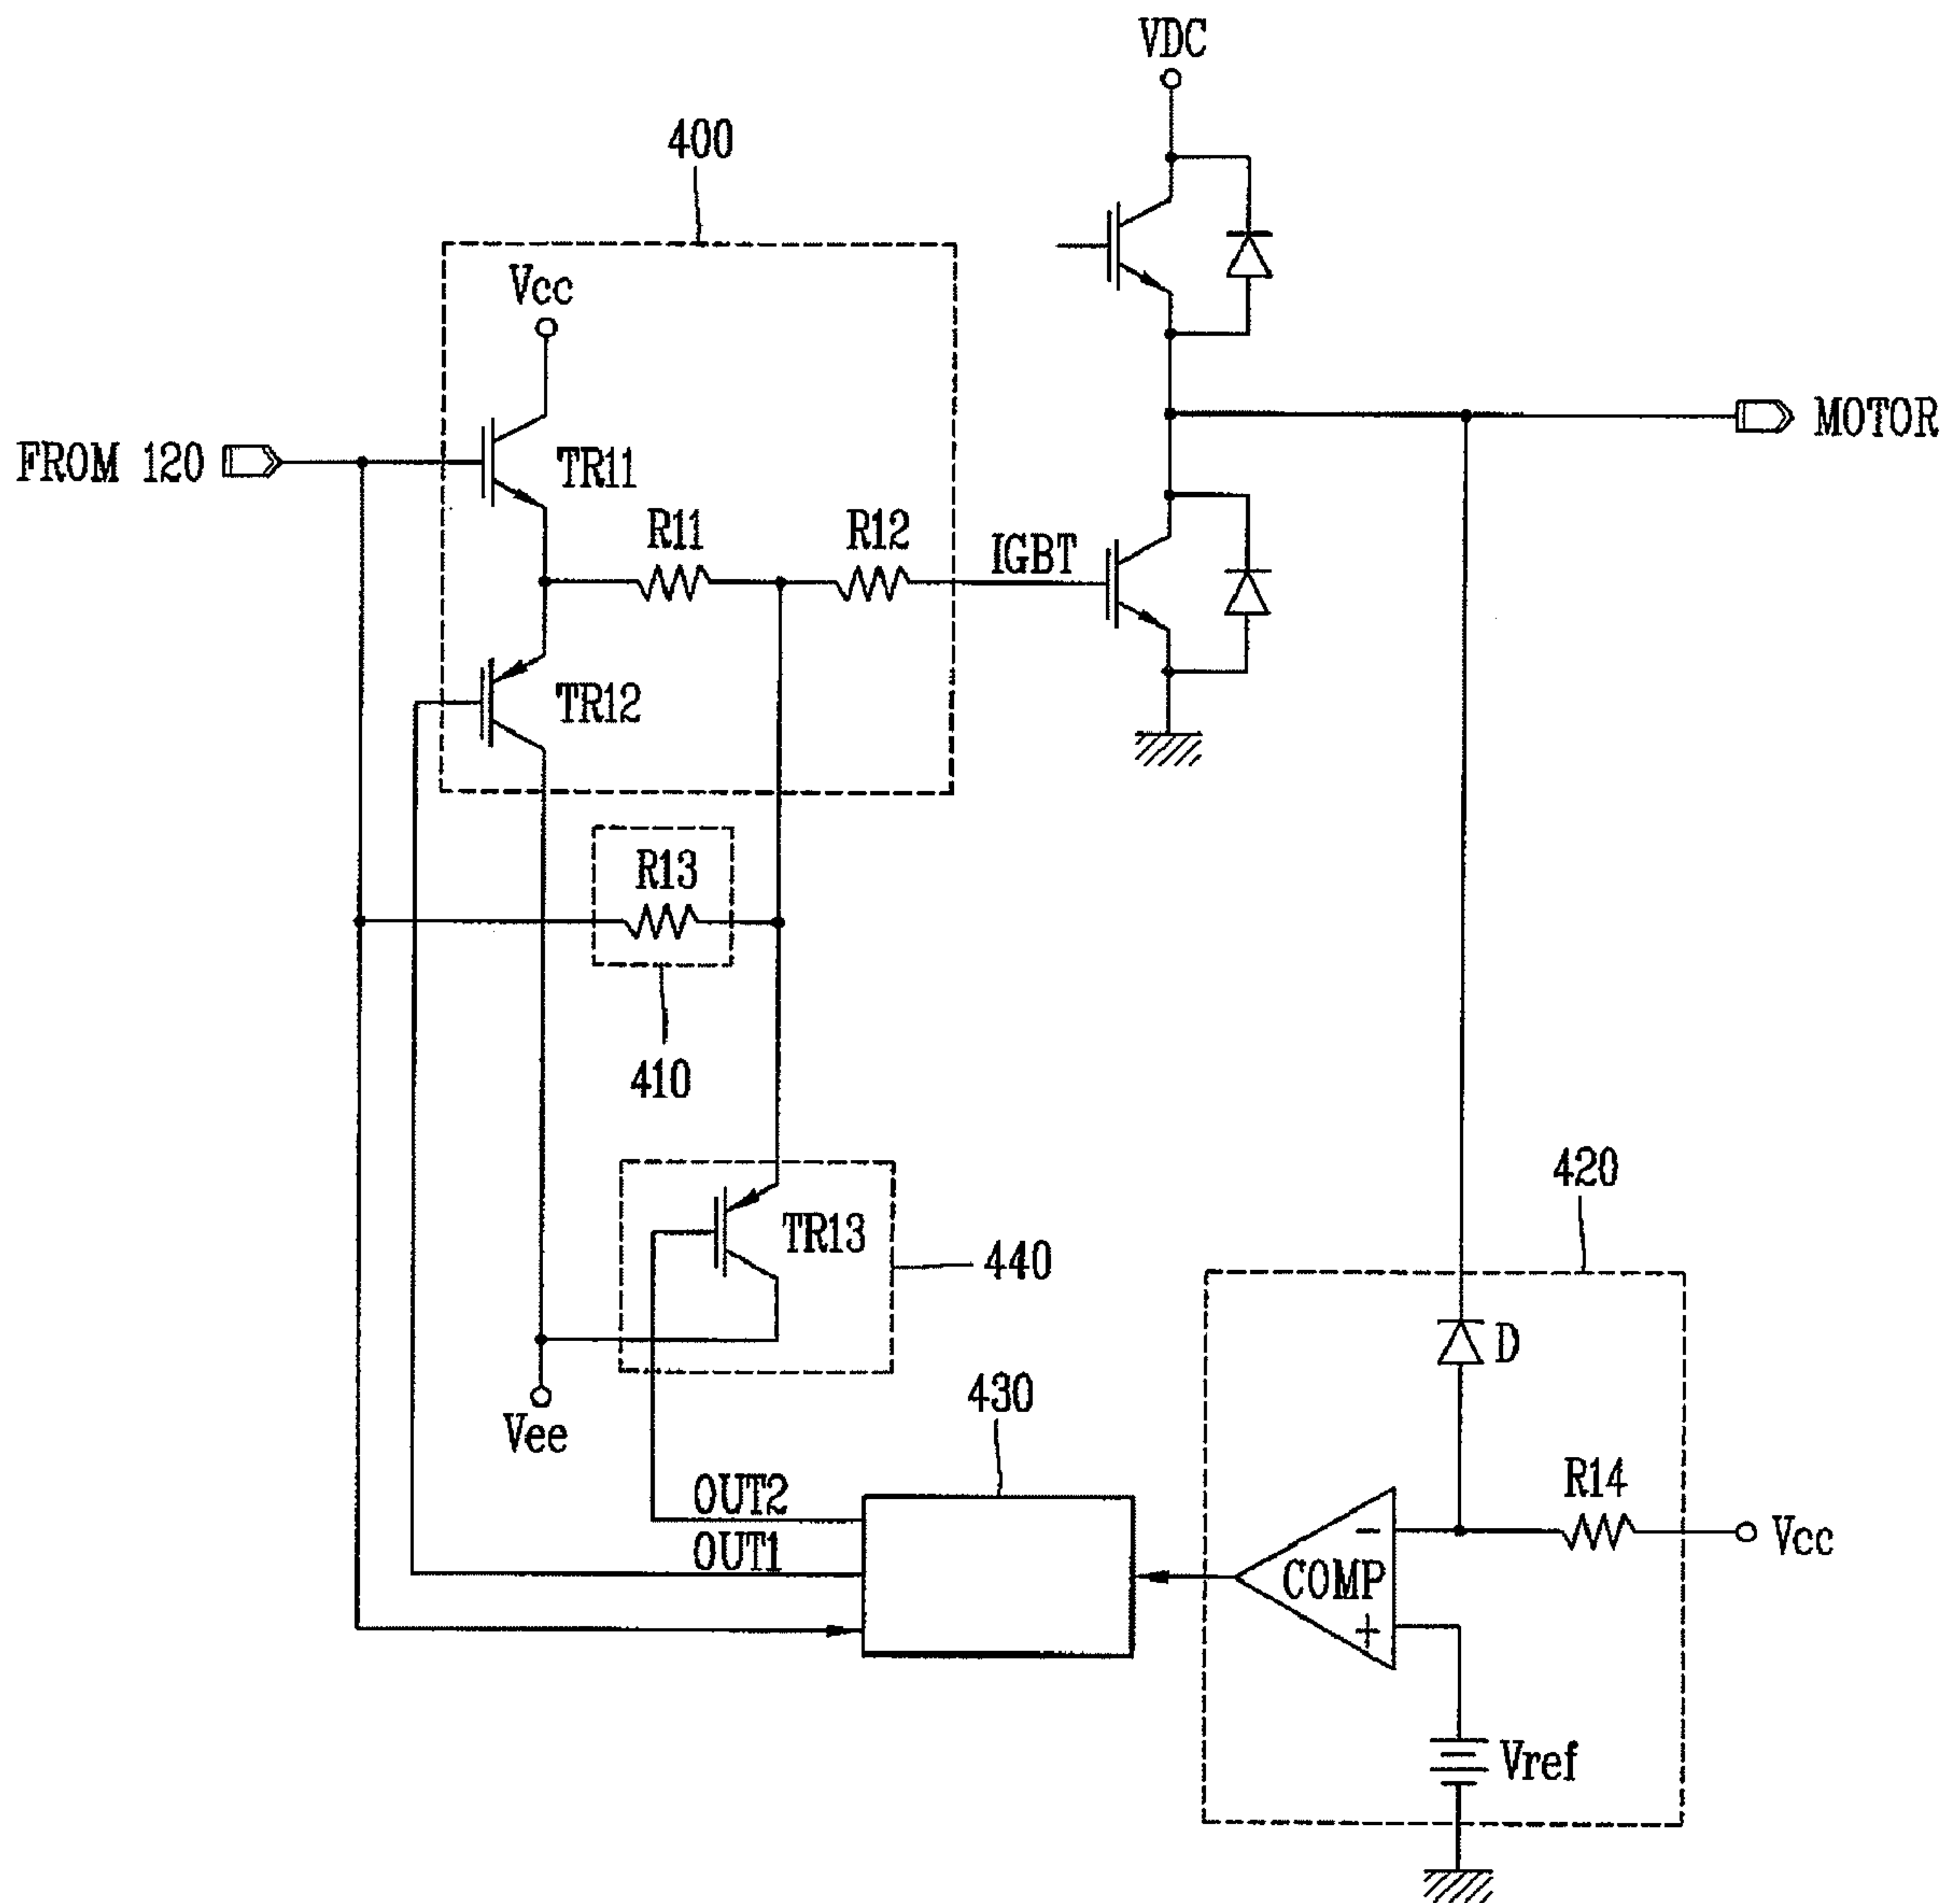 VDC
400
Vcc
FROM 120
TR11
MOTOR
R11
R12
IGBT
TR12
R13
410
420
TR13
440
D
430
Vee
OUT2
R14
Vcc
OUT1
COMP
-
+
Vref